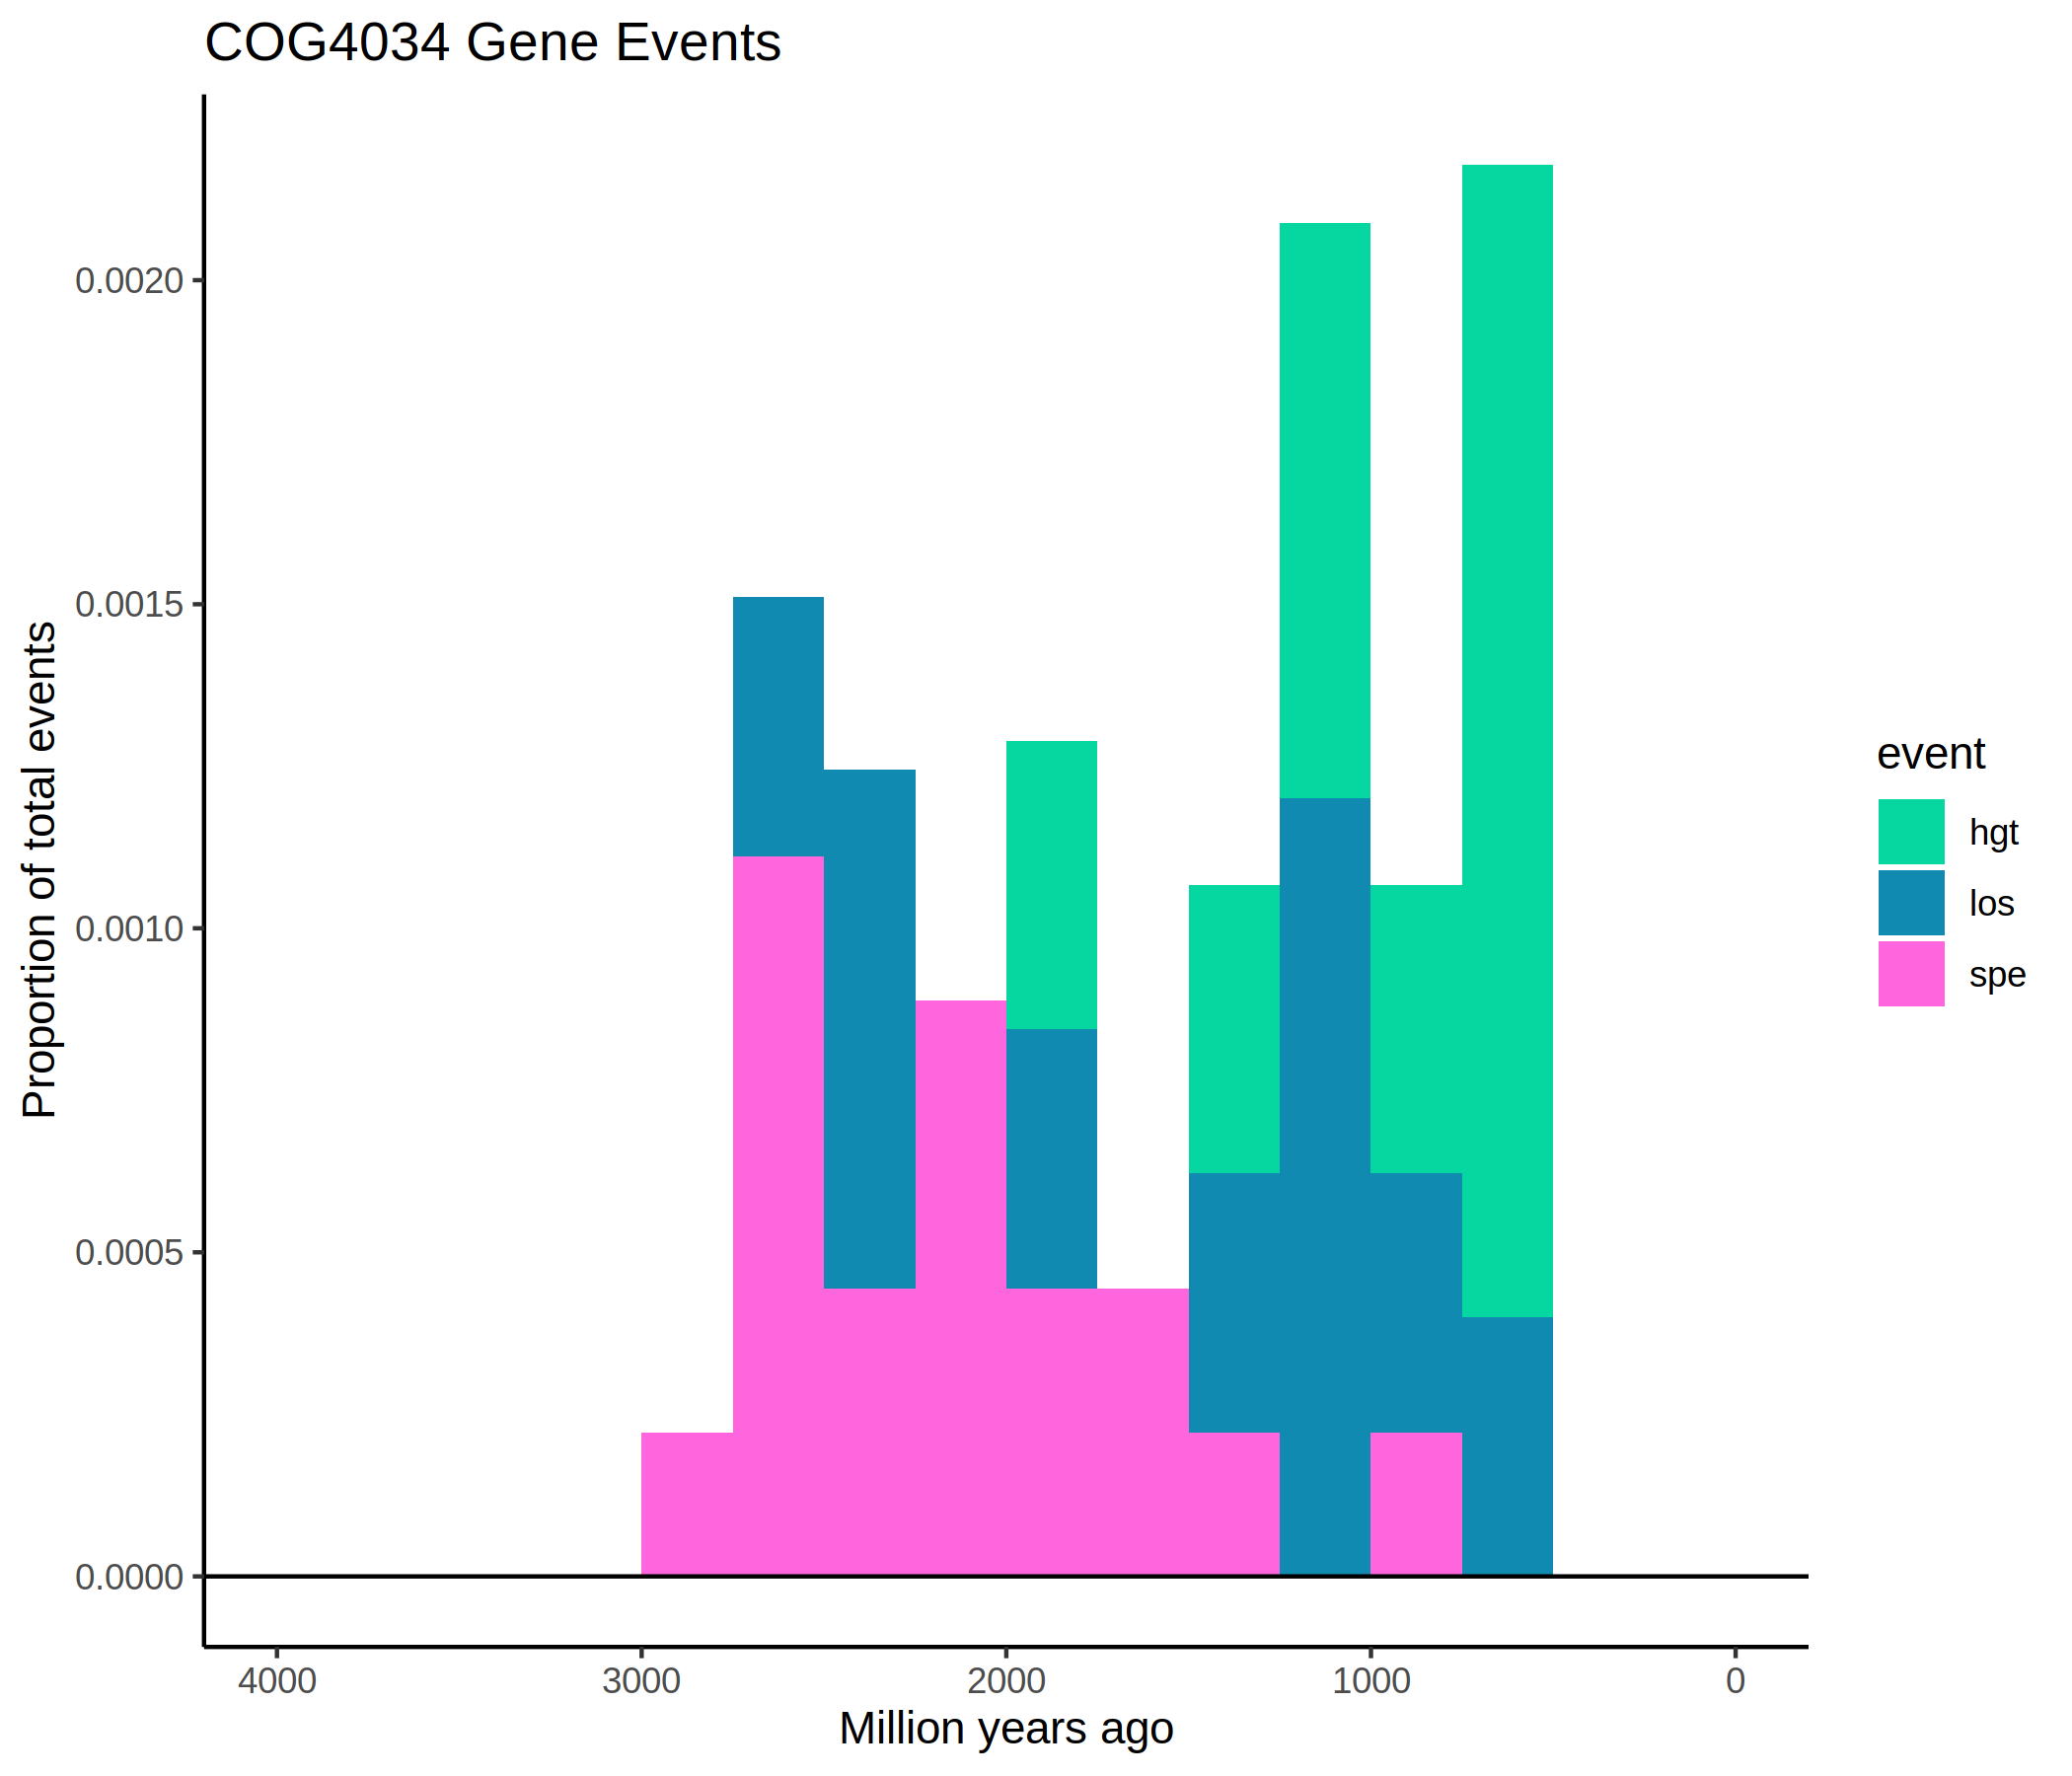 COG4034 Gene Events
Proportion of total events
0.0020
0.0015
0.0010
0.0005
0.0000
4000 3000 2000 1000 0
Million years ago
event
hgt
los
spe